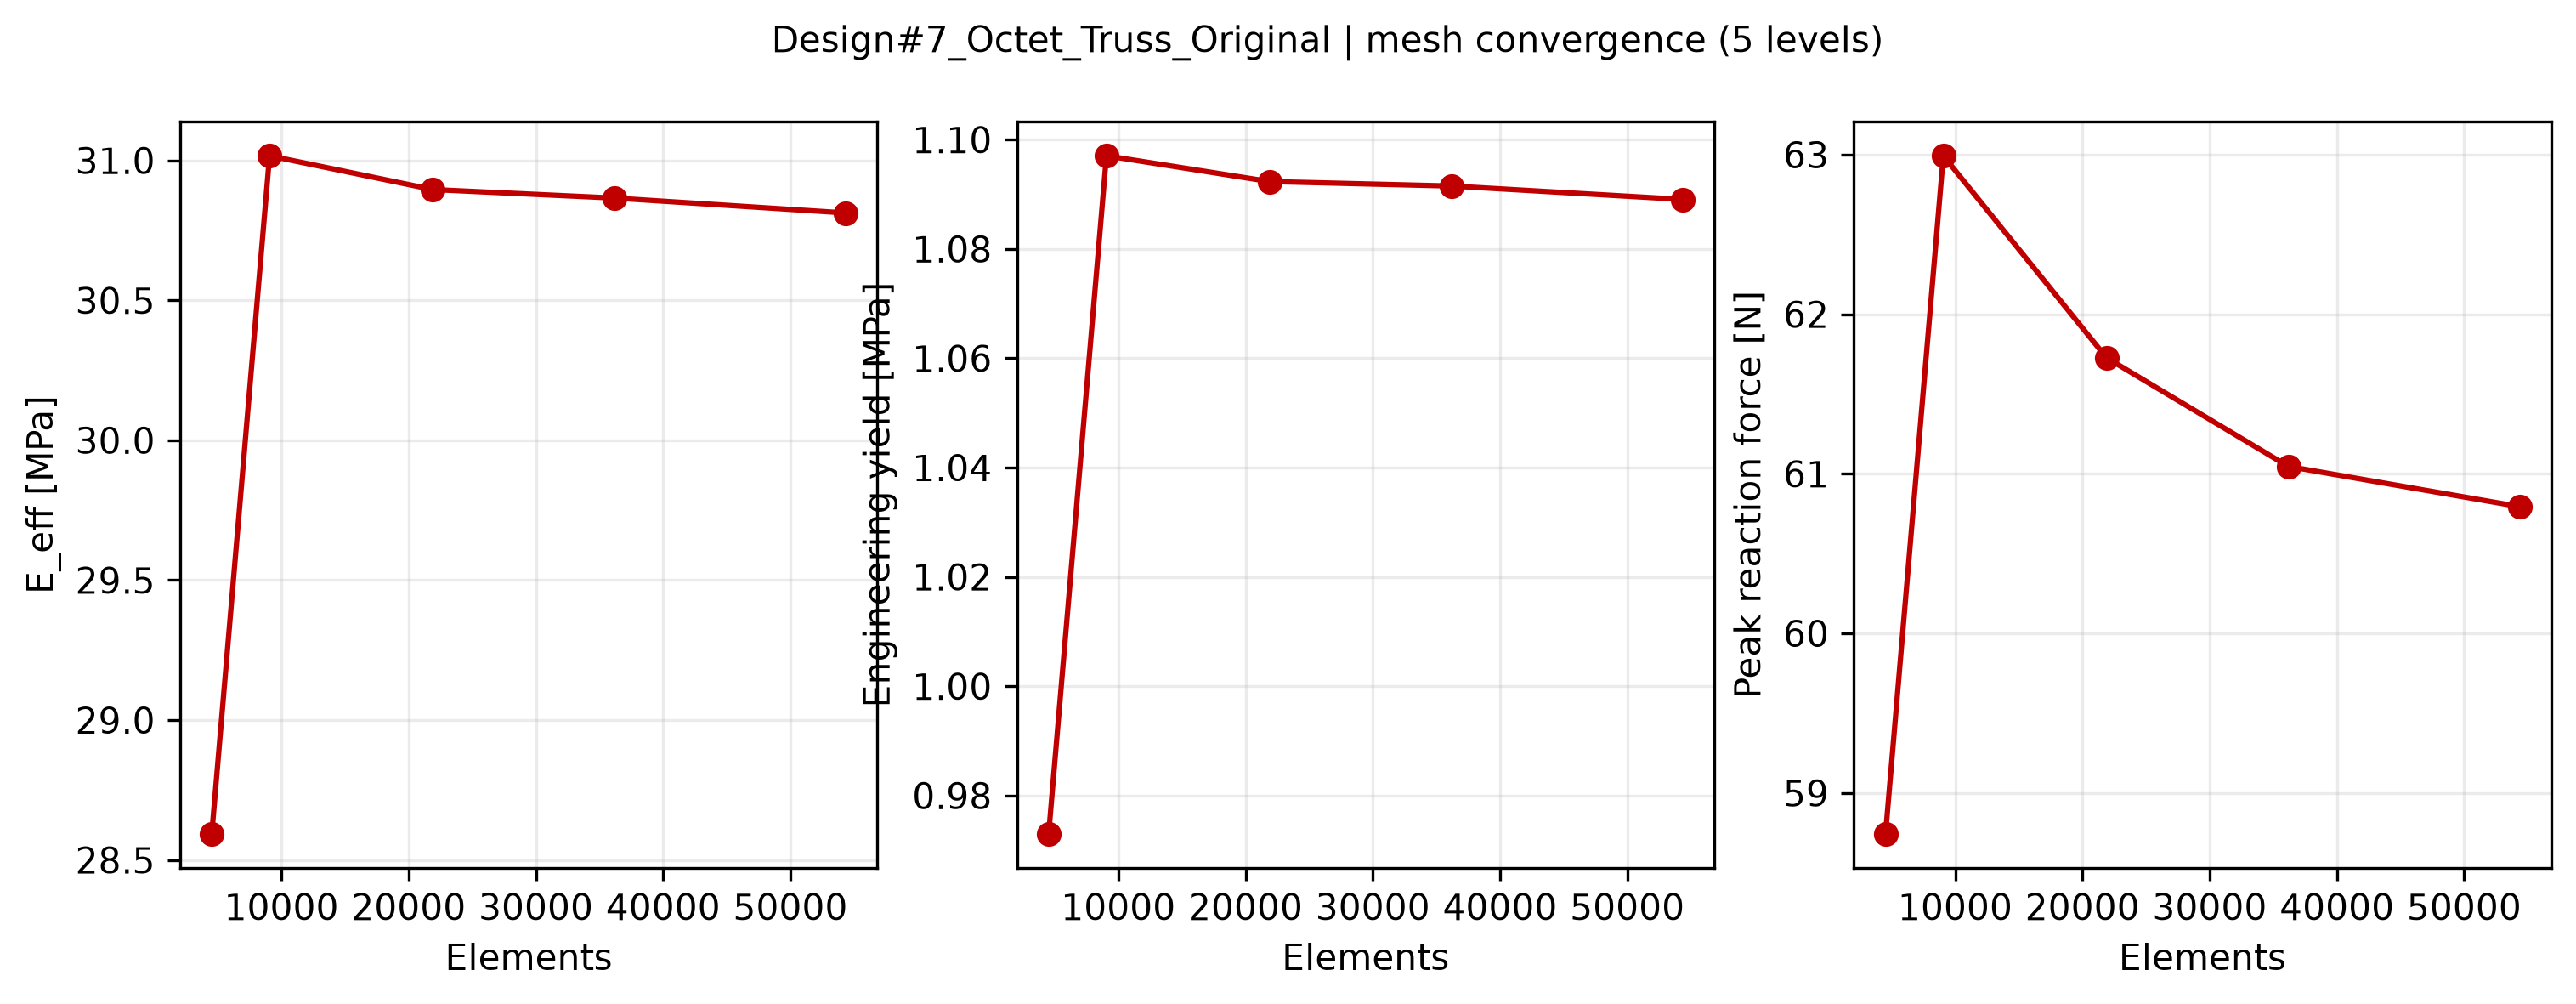 Design#7_Octet_Truss_Original | mesh convergence (5 levels)
E_eff [MPa]
31.0
30.5
30.0
29.5
29.0
28.5
10000 20000 30000 40000 50000
Elements
Engineering yield [MPa]
1.10
1.08
1.06
1.04
1.02
1.00
0.98
10000 20000 30000 40000 50000
Elements
Peak reaction force [N]
63
62
61
60
59
10000 20000 30000 40000 50000
Elements